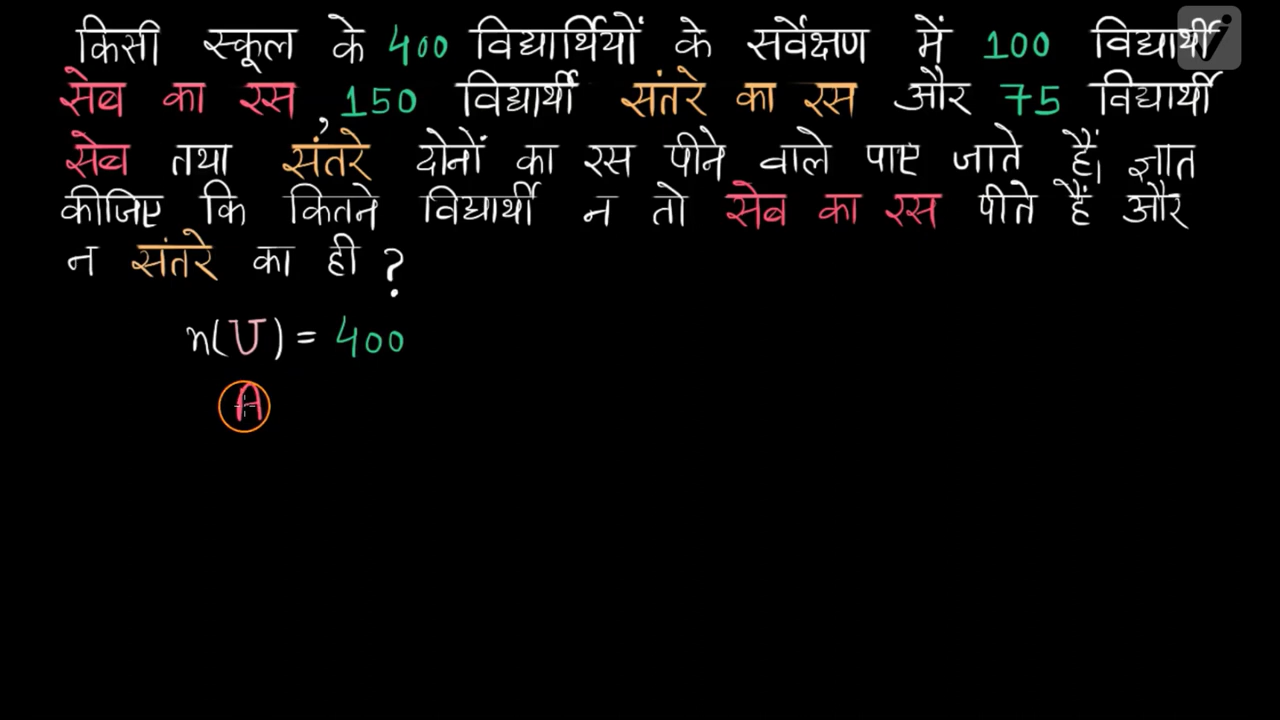 किसी स्कूल के 400 विद्यार्थियों के सर्वेक्षण में 100 विद्यार्थी
सेब का रस, 150 विद्यार्थी संतरे का रस और 75 विद्यार्थी
सेब तथा संतरे दोनों का रस पीने वाले पाए जाते हैं। ज्ञात
कीजिए कि कितने विद्यार्थी न तो सेब का रस पीते हैं और
न संतरे का ही ?
n(U) = 400
A